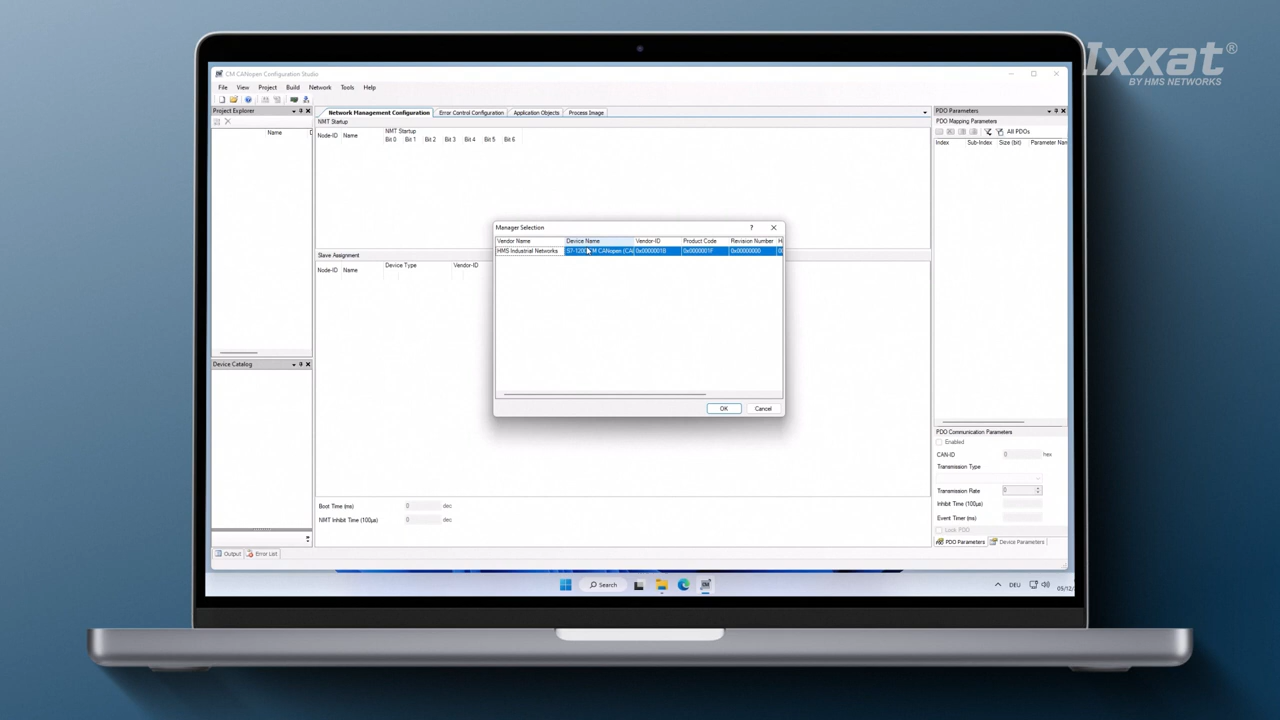 Ixxat®
BY HMS NETWORKS
CM CANopen Configuration Studio
File View Project Build Network Tools Help
Project Explorer
Name
Device Catalog
Output Error List
Network Management Configuration Error Control Configuration Application Objects Process Image
NMT Startup
Node-ID Name NMT Startup
Bit 0 Bit 1 Bit 2 Bit 3 Bit 4 Bit 5 Bit 6
Slave Assignment
Node-ID Name Device Type Vendor-ID
Boot Time (ms) 0 dec
NMT Inhibit Time (100µs) 0 dec
Manager Selection
Vendor Name Device Name Vendor-ID Product Code Revision Number H
HMS Industrial Networks CANopen 0x0000001B 0x0000001F 0x00000000
OK Cancel
PDO Parameters
PDO Mapping Parameters
All PDOs
Index Sub-Index Size (bit) Parameter Nam
PDO Communication Parameters
Enabled
CAN-ID 0 hex
Transmission Type
Transmission Rate 0
Inhibit Time (100µs)
Event Timer (ms)
Lock PDO
PDO Parameters Device Parameters
Search
DEU
05/12/